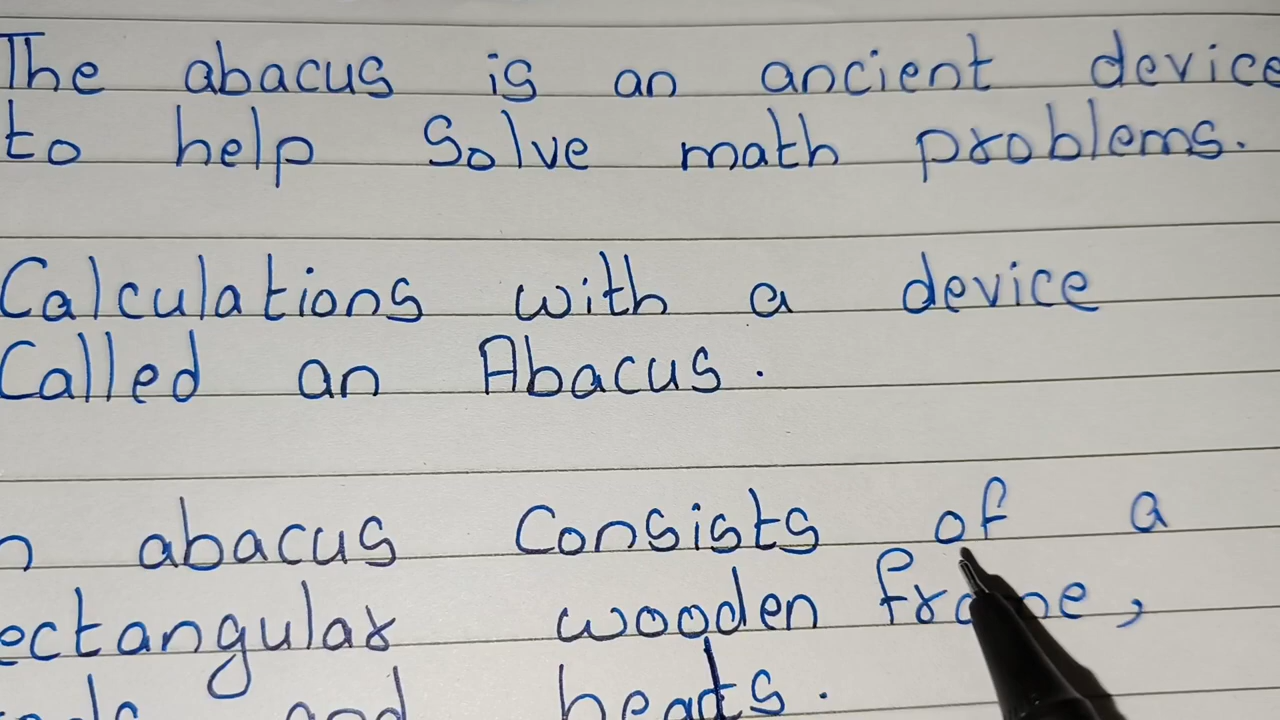 The abacus is an ancient device
to help Solve math problems.
Calculations with a device
Called an Abacus.
n abacus Consists of a
ectangular wooden frame,
and